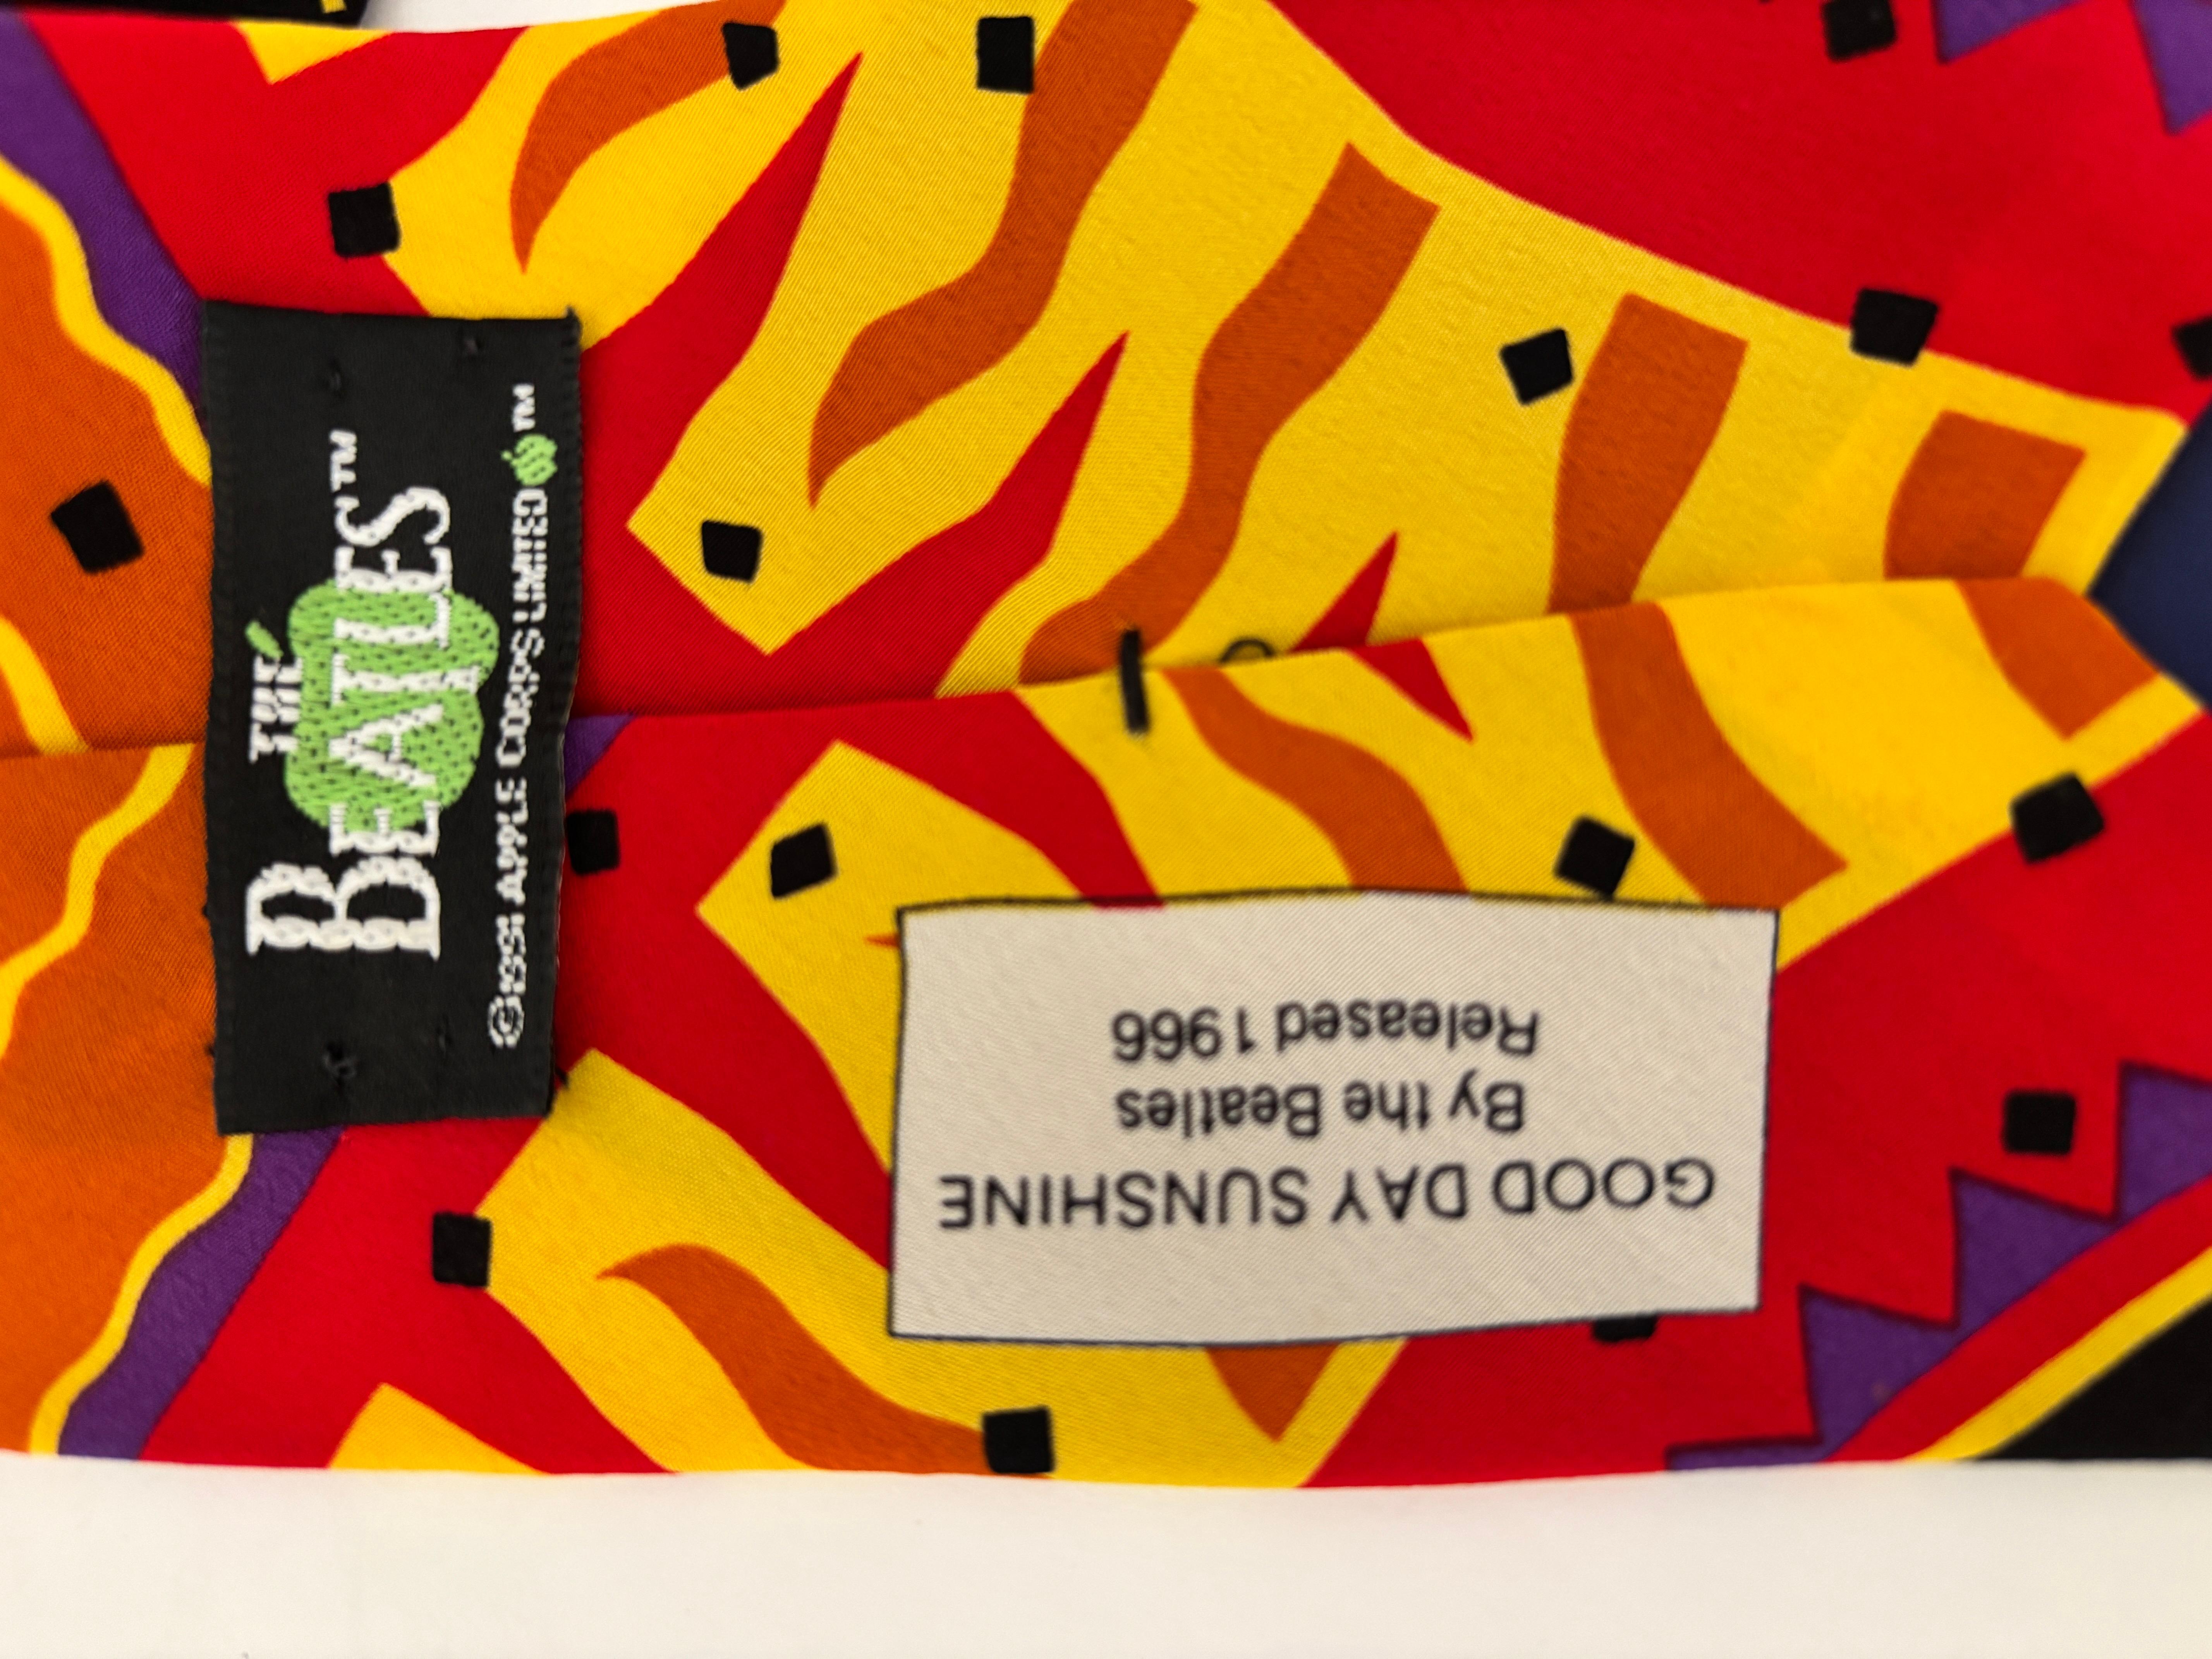 THE
BEATLES™
©1991 APPLE CORPS LIMITED ™
GOOD DAY SUNSHINE
By the Beatles
Released 1966